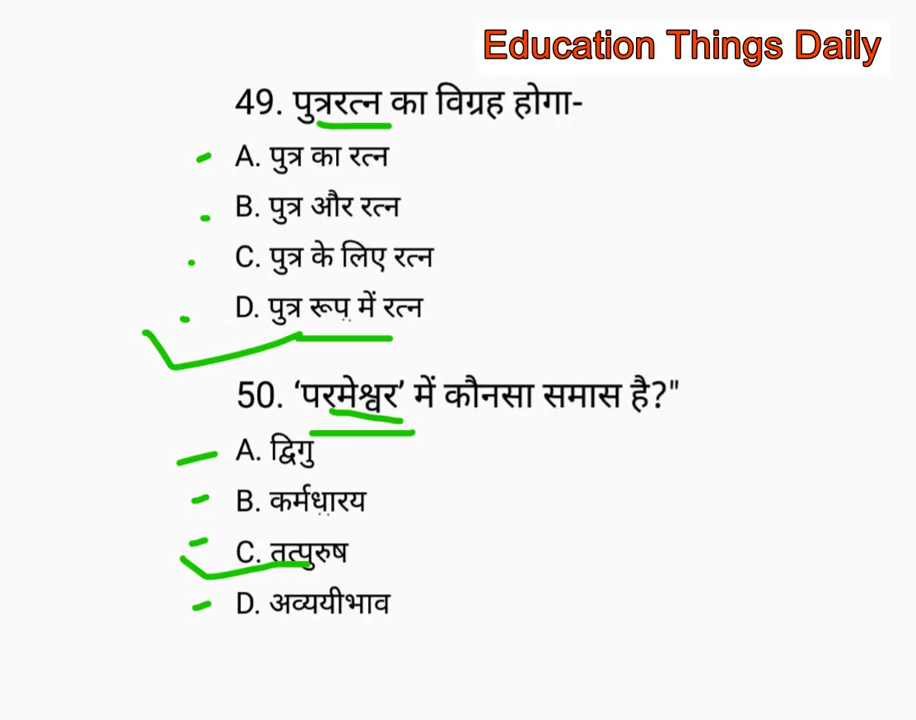 Education Things Daily
49. पुत्ररत्न का विग्रह होगा-
A. पुत्र का रत्न
B. पुत्र और रत्न
C. पुत्र के लिए रत्न
D. पुत्र रूप में रत्न
50. ‘परमेश्वर’ में कौनसा समास है?"
A. द्विगु
B. कर्मधारय
C. तत्पुरुष
D. अव्ययीभाव